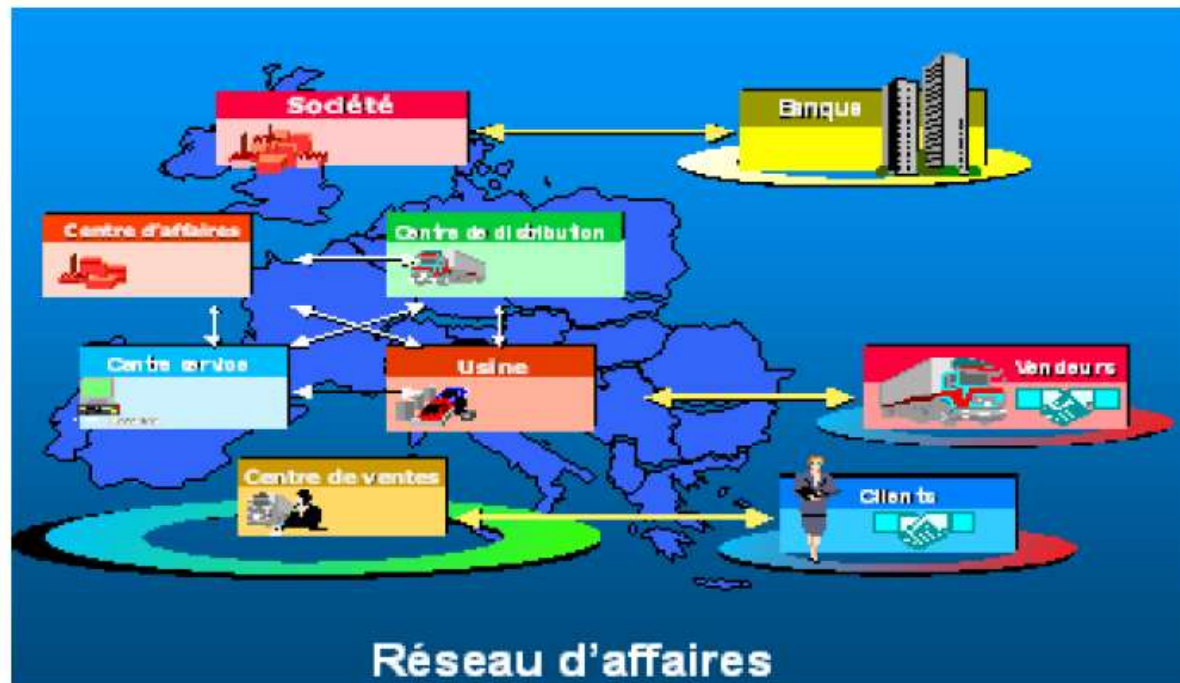 Société
Banque
Centre d'affaires
Centre de distribution
Centre service
Usine
Vendeurs
Centre de ventes
Clients
Réseau d'affaires